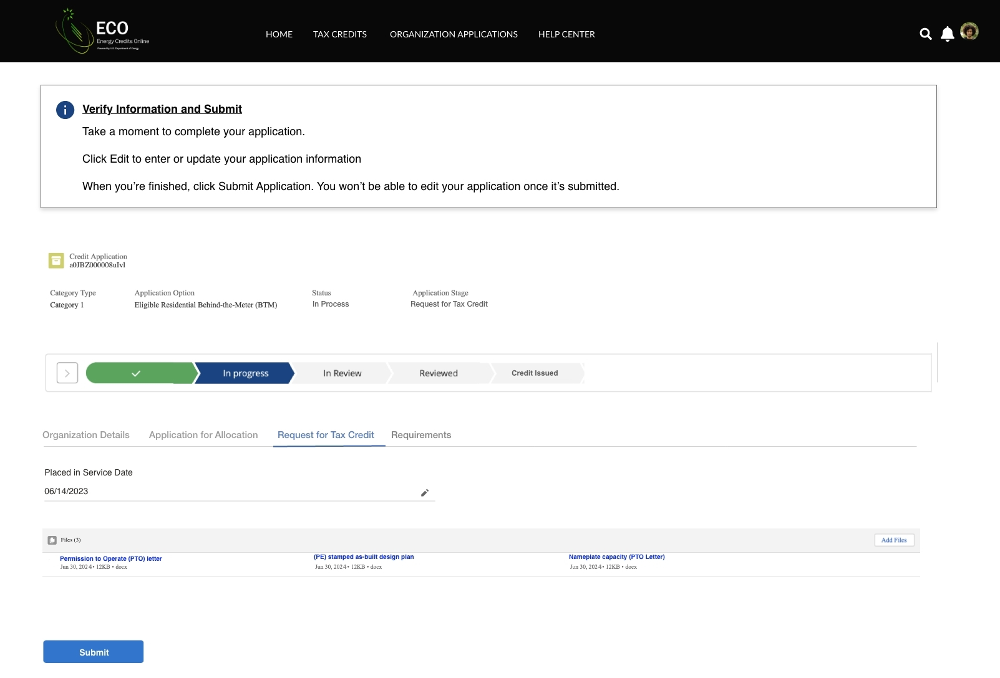 ECO
Energy Credits Online
Powered by U.S. Department of Energy
HOME TAX CREDITS ORGANIZATION APPLICATIONS HELP CENTER
Verify Information and Submit
Take a moment to complete your application.
Click Edit to enter or update your application information
When you’re finished, click Submit Application. You won’t be able to edit your application once it’s submitted.
Credit Application
a0JBZ000008uIvl
Category Type Application Option Status Application Stage
Category 1 Eligible Residential Behind-the-Meter (BTM) In Process Request for Tax Credit
In progress In Review Reviewed Credit Issued
Organization Details Application for Allocation Request for Tax Credit Requirements
Placed in Service Date
06/14/2023
Files (3) Add Files
Permission to Operate (PTO) letter (PE) stamped as-built design plan Nameplate capacity (PTO Letter)
Jun 30, 2024 • 12KB • docx Jun 30, 2024 • 12KB • docx Jun 30, 2024 • 12KB • docx
Submit